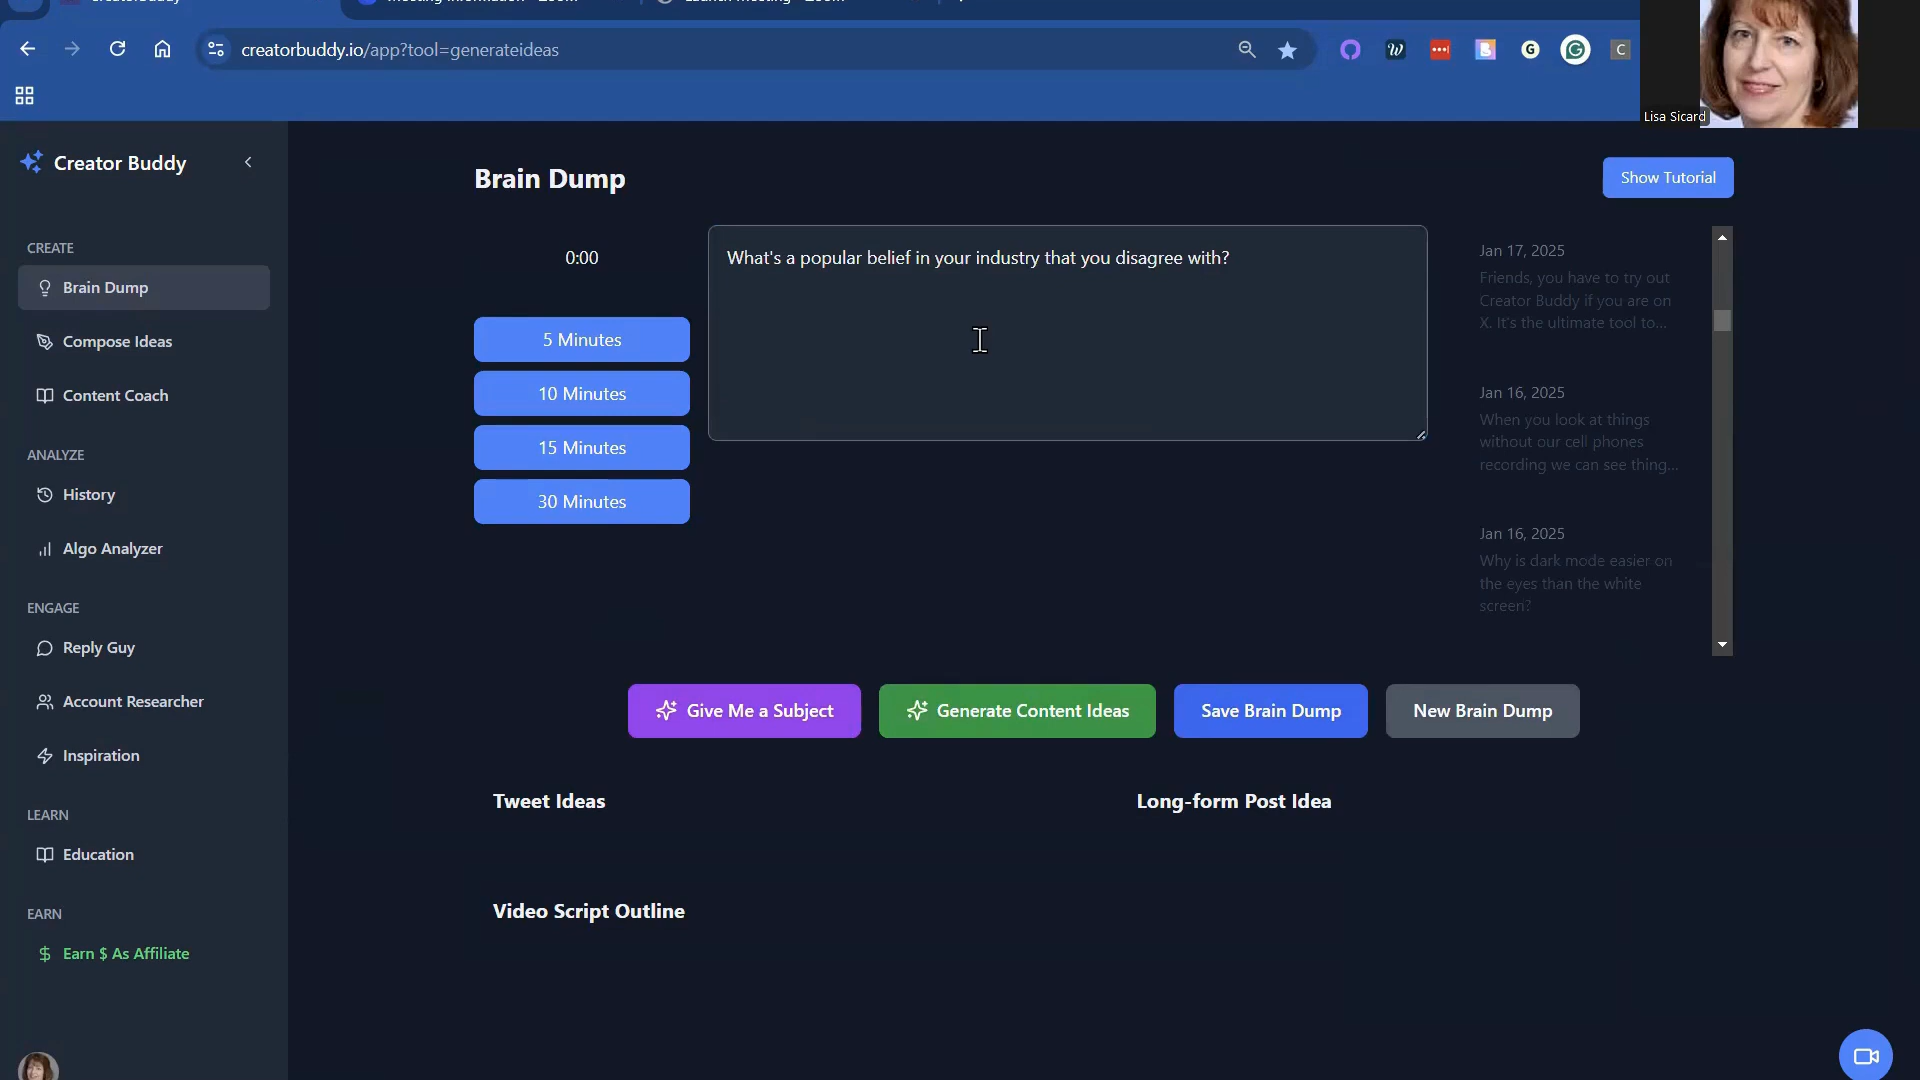 creatorbuddy.io/app?tool=generateideas
Lisa Sicard
Creator Buddy
CREATE
Brain Dump
Compose Ideas
Content Coach
ANALYZE
History
Algo Analyzer
ENGAGE
Reply Guy
Account Researcher
Inspiration
LEARN
Education
EARN
Earn $ As Affiliate
Brain Dump
Show Tutorial
0:00
5 Minutes
10 Minutes
15 Minutes
30 Minutes
What's a popular belief in your industry that you disagree with?
Jan 17, 2025
Friends, you have to try out
Creator Buddy if you are on
X. It's the ultimate tool to...
Jan 16, 2025
When you look at things
without our cell phones
recording we can see thing...
Jan 16, 2025
Why is dark mode easier on
the eyes than the white
screen?
Give Me a Subject
Generate Content Ideas
Save Brain Dump
New Brain Dump
Tweet Ideas
Long-form Post Idea
Video Script Outline